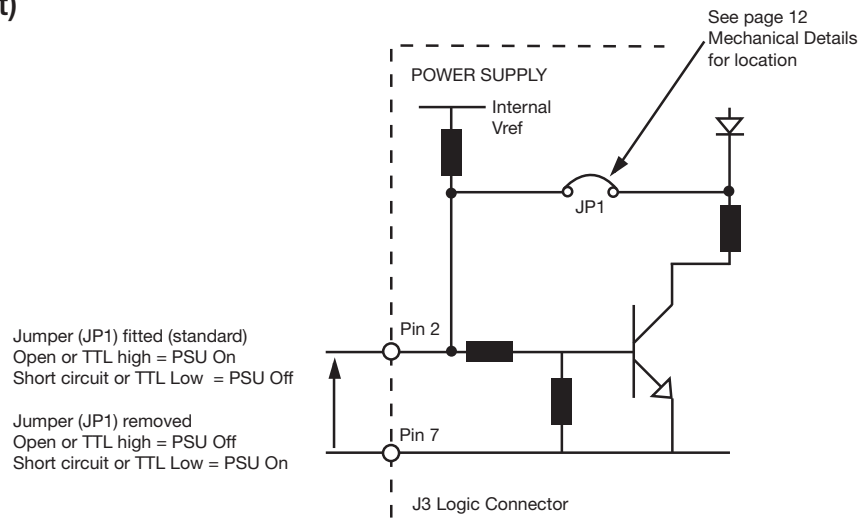 t)
See page 12
Mechanical Details
for location
POWER SUPPLY
Internal
Vref
JP1
Pin 2
Jumper (JP1) fitted (standard)
Open or TTL high = PSU On
Short circuit or TTL Low = PSU Off
Jumper (JP1) removed
Open or TTL high = PSU Off
Short circuit or TTL Low = PSU On
Pin 7
J3 Logic Connector